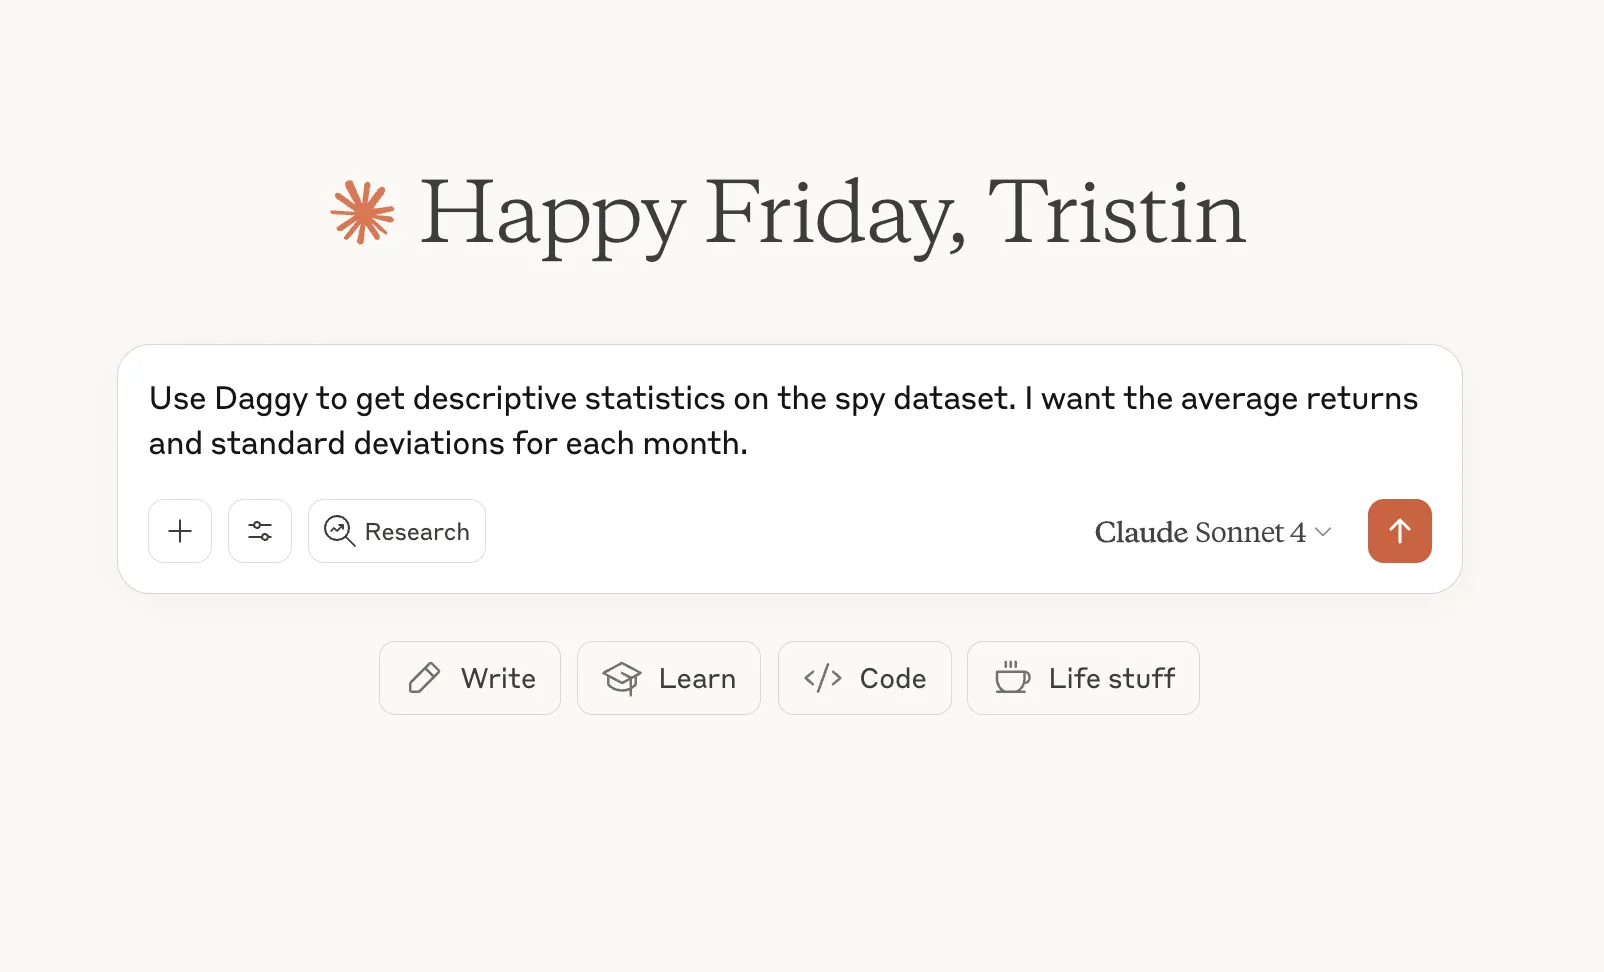 Happy Friday, Tristin
Use Daggy to get descriptive statistics on the spy dataset. I want the average returns
and standard deviations for each month.
Research
Claude Sonnet 4
Write
Learn
Code
Life stuff